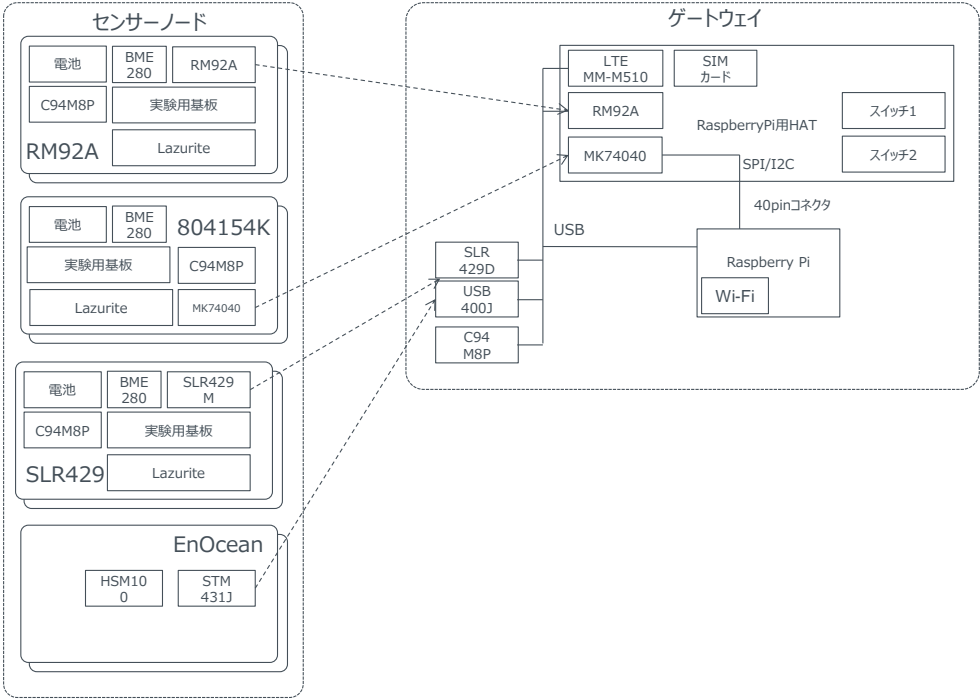 センサーノード
電池
BME
280
RM92A
C94M8P
実験用基板
RM92A
Lazurite
電池
BME
280
804154K
実験用基板
C94M8P
Lazurite
MK74040
電池
BME
280
SLR429
M
C94M8P
実験用基板
SLR429
Lazurite
EnOcean
HSM10
0
STM
431J
ゲートウェイ
LTE
MM-M510
SIM
カード
RM92A
RaspberryPi用HAT
スイッチ1
MK74040
SPI/I2C
スイッチ2
40pinコネクタ
USB
SLR
429D
USB
400J
C94
M8P
Raspberry Pi
Wi-Fi